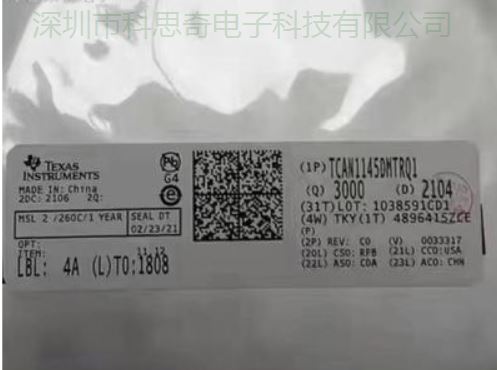 深圳市科思奇电子科技有限公司
TEXAS INSTRUMENTS
MADE IN: China
2DC: 2106 2Q:
MSL 2 /260C/1 YEAR
SEAL DT
02/23/21
OPT:
ITEM:
LBL: 4A (L)TO:1808
Pb
G4
e
(1P) TCAN1145DMTRQ1
(Q) 3000 (D) 2104
(31T)LOT: 1038591CD1
(4W) TKY(1T) 4896415ZCE
(P)
(2P) REV: C0 (V) 0033317
(20L) CSO: RFB (21L) CCO:USA
(22L) ASO: CDA (23L) ACO: CHN